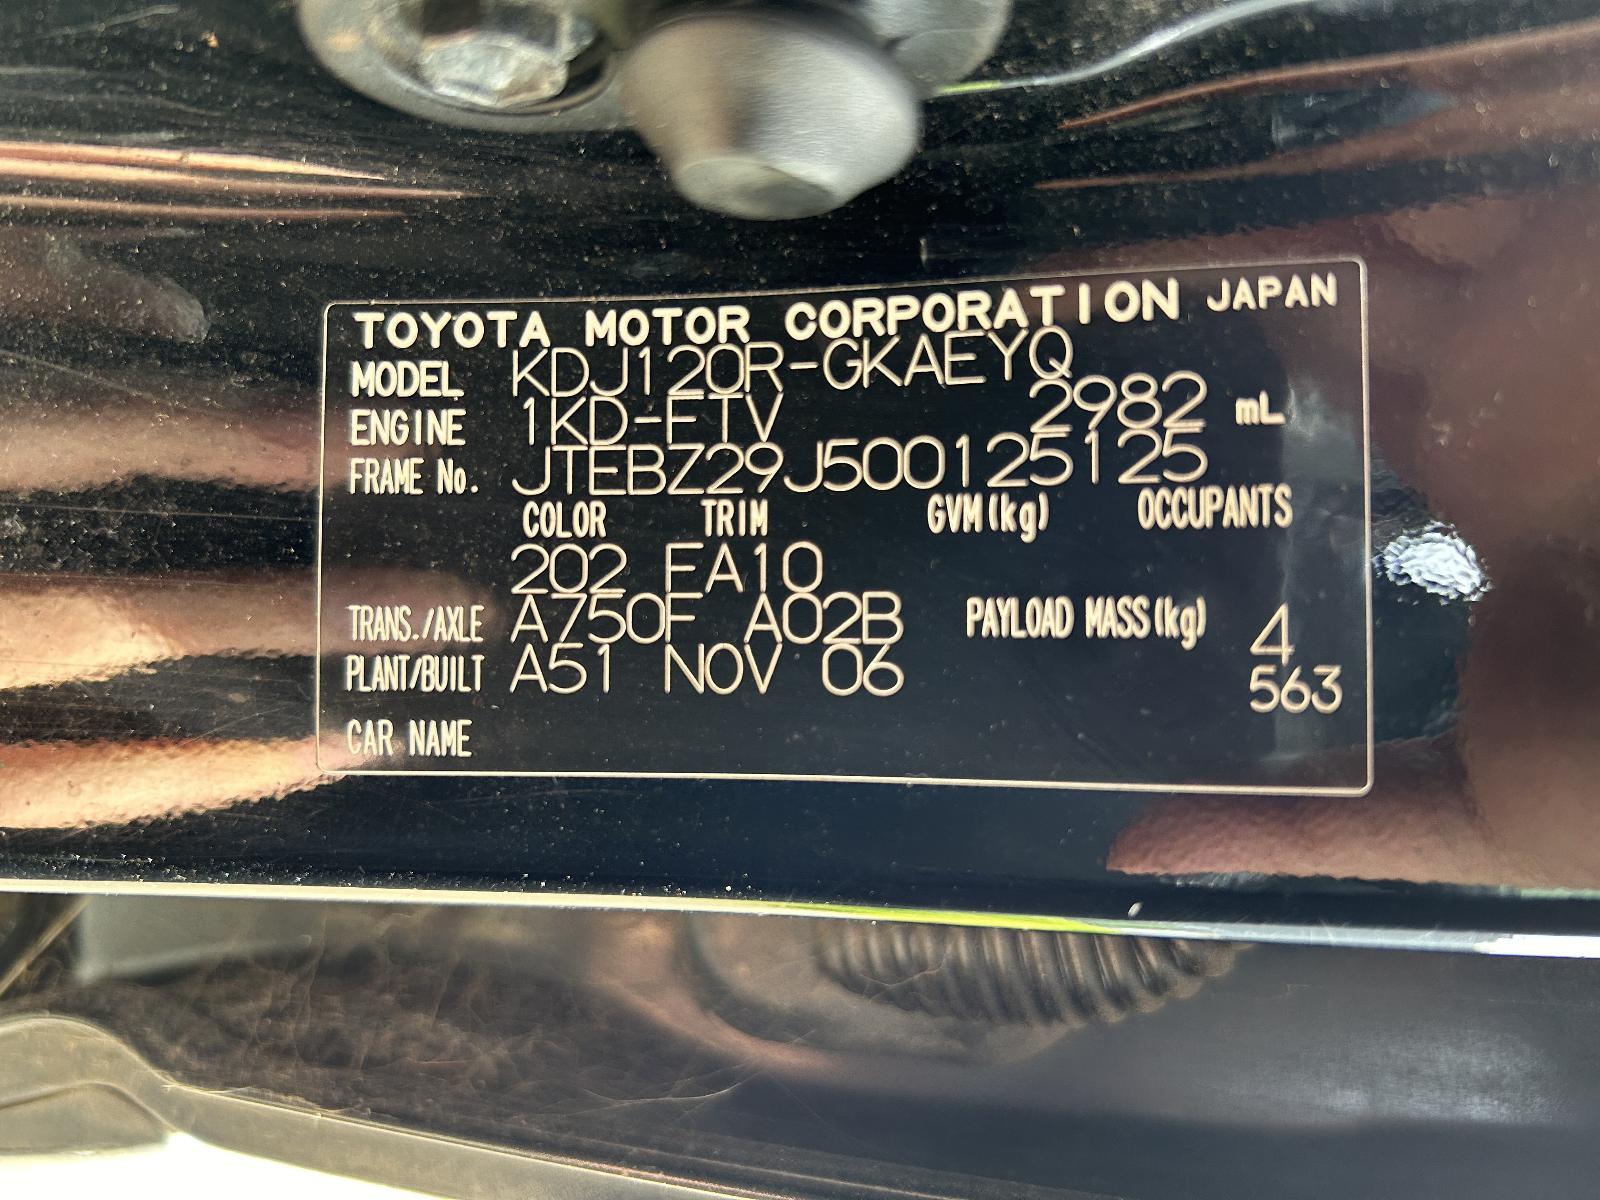 TOYOTA MOTOR CORPORATION JAPAN
MODEL KDJ120R-GKAEYQ
ENGINE 1KD-FTV 2982 mL
FRAME No. JTEBZ29J500125125
COLOR TRIM GVM(kg) OCCUPANTS
202 FA10
TRANS./AXLE A750F A02B PAYLOAD MASS(kg) 4
PLANT/BUILT A51 NOV 06 563
CAR NAME